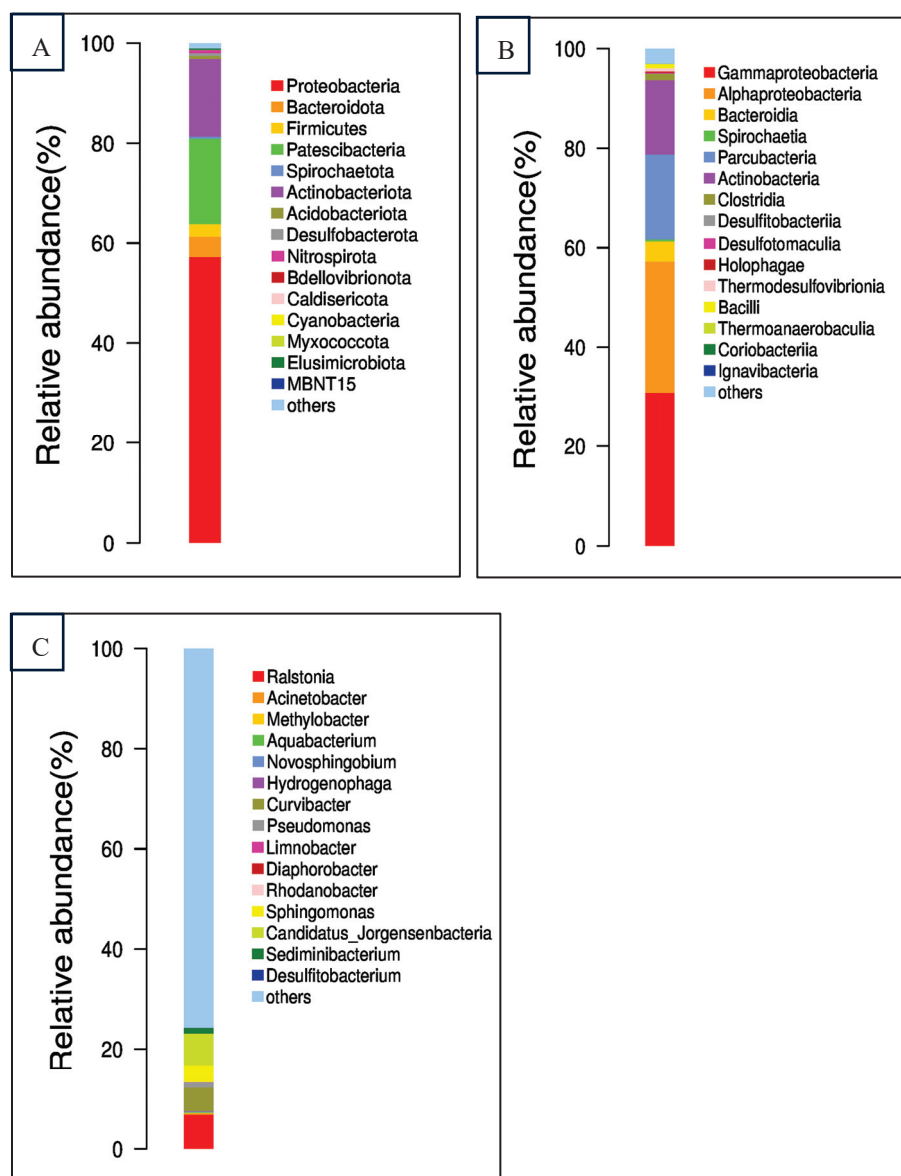 A
Relative abundance(%)
100
80
60
40
20
0
Proteobacteria
Bacteroidota
Firmicutes
Patescibacteria
Spirochaetota
Actinobacteriota
Acidobacteriota
Desulfobacterota
Nitrospirota
Bdellovibrionota
Caldisericota
Cyanobacteria
Myxococcota
Elusimicrobiota
MBNT15
others
B
Relative abundance(%)
100
80
60
40
20
0
Gammaproteobacteria
Alphaproteobacteria
Bacteroidia
Spirochaetia
Parcubacteria
Actinobacteria
Clostridia
Desulfitobacteriia
Desulfotomaculia
Holophagae
Thermodesulfovibrionia
Bacilli
Thermoanaerobaculia
Coriobacteriia
Ignavibacteria
others
C
Relative abundance(%)
100
80
60
40
20
0
Ralstonia
Acinetobacter
Methylobacter
Aquabacterium
Novosphingobium
Hydrogenophaga
Curvibacter
Pseudomonas
Limnobacter
Diaphorobacter
Rhodanobacter
Sphingomonas
Candidatus_Jorgensenbacteria
Sediminibacterium
Desulfitobacterium
others